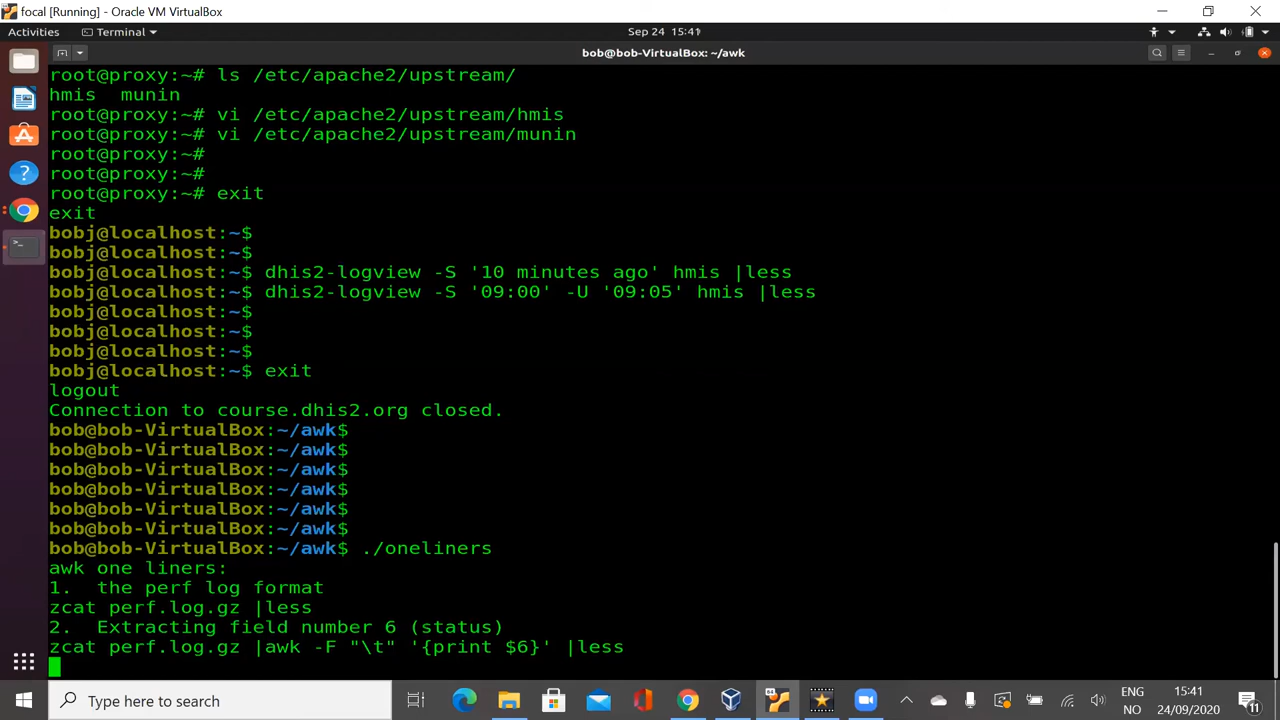 focal [Running] - Oracle VM VirtualBox
Activities
Terminal
Sep 24 15:41
bob@bob-VirtualBox: ~/awk
root@proxy:~# ls /etc/apache2/upstream/
hmis  munin
root@proxy:~# vi /etc/apache2/upstream/hmis
root@proxy:~# vi /etc/apache2/upstream/munin
root@proxy:~#
root@proxy:~#
root@proxy:~# exit
exit
bobj@localhost:~$
bobj@localhost:~$
bobj@localhost:~$ dhis2-logview -S '10 minutes ago' hmis |less
bobj@localhost:~$ dhis2-logview -S '09:00' -U '09:05' hmis |less
bobj@localhost:~$
bobj@localhost:~$
bobj@localhost:~$
bobj@localhost:~$ exit
logout
Connection to course.dhis2.org closed.
bob@bob-VirtualBox:~/awk$
bob@bob-VirtualBox:~/awk$
bob@bob-VirtualBox:~/awk$
bob@bob-VirtualBox:~/awk$
bob@bob-VirtualBox:~/awk$
bob@bob-VirtualBox:~/awk$
bob@bob-VirtualBox:~/awk$ ./oneliners
awk one liners:
1.  the perf log format
zcat perf.log.gz |less
2.  Extracting field number 6 (status)
zcat perf.log.gz |awk -F "\t" '{print $6}' |less
Type here to search
ENG
NO
15:41
24/09/2020
11